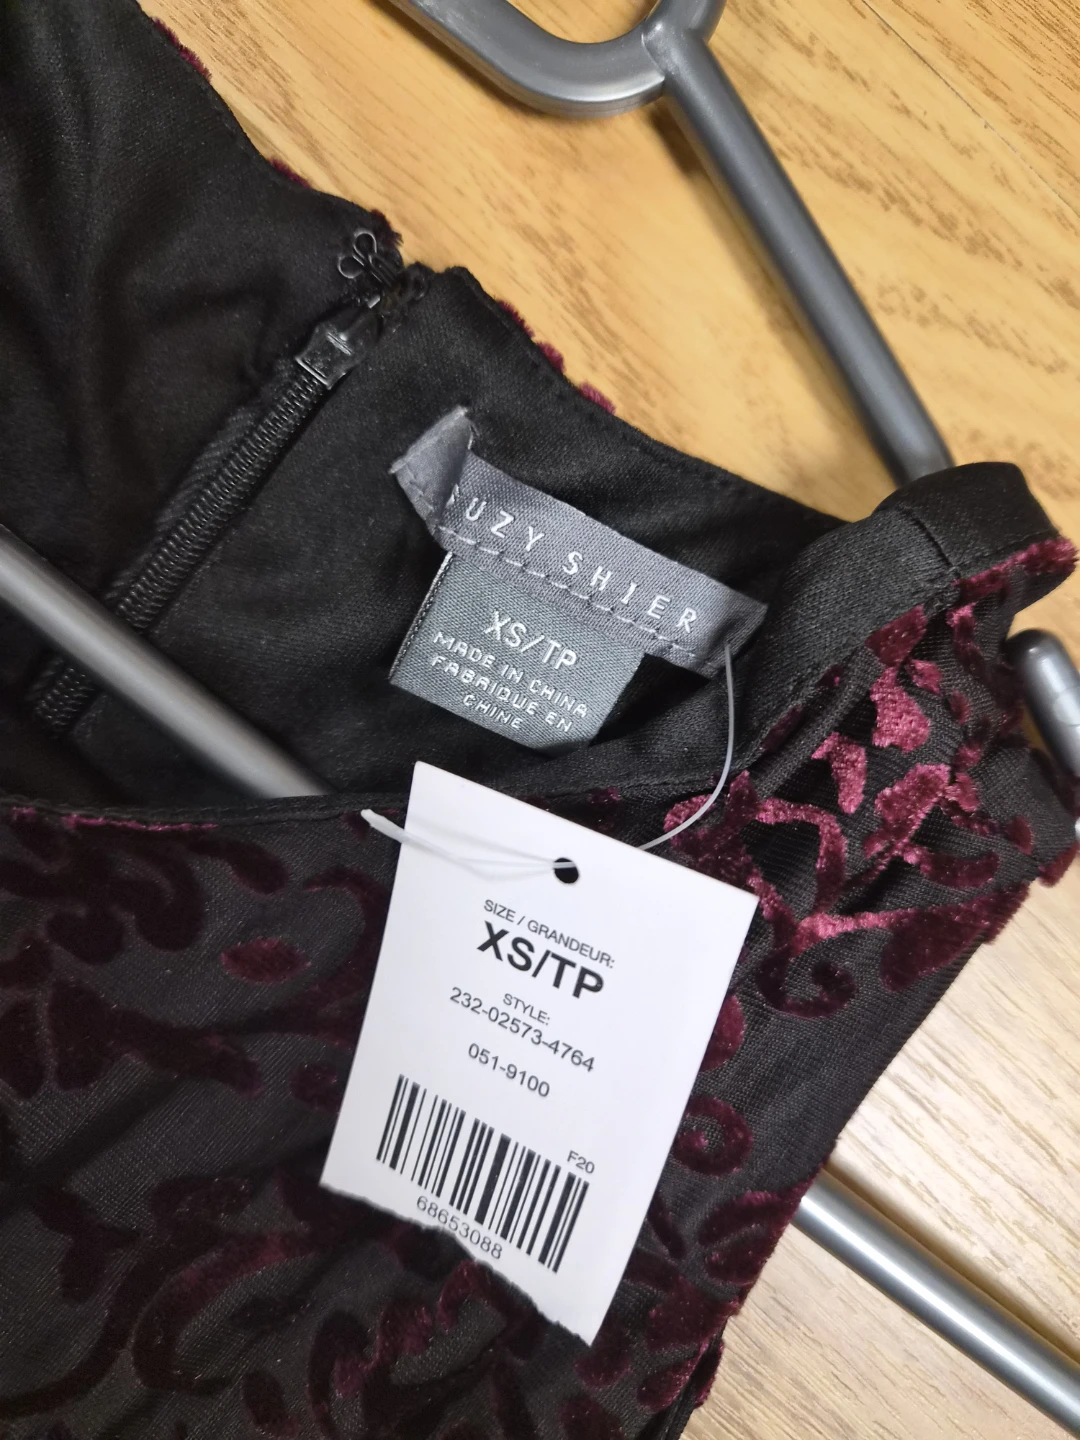 SUZY SHIER
XS/TP
MADE IN CHINA
FABRIQUE EN
CHINE
SIZE / GRANDEUR:
XS/TP
STYLE:
232-02573-4764
051-9100
F20
68653088